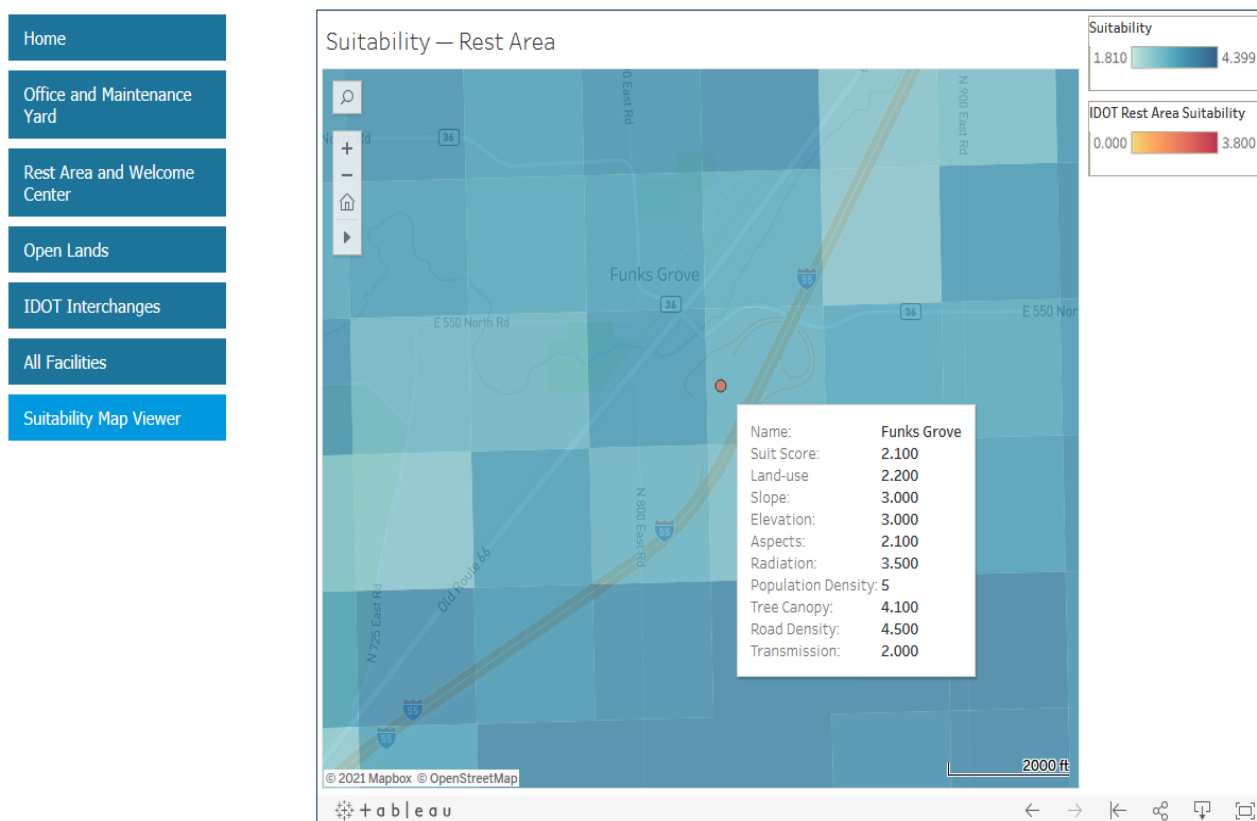 Home
Office and Maintenance
Yard
Rest Area and Welcome
Center
Open Lands
IDOT Interchanges
All Facilities
Suitability Map Viewer
Suitability — Rest Area
36
N 900 East Rd
Funks Grove
55
36
36
E 550 North Rd
E 550 Nor
Name: Funks Grove
Suit Score: 2.100
Land-use 2.200
Slope: 3.000
Elevation: 3.000
Aspects: 2.100
Radiation: 3.500
Population Density: 5
Tree Canopy: 4.100
Road Density: 4.500
Transmission: 2.000
N 800 East Rd
55
Old Route 66
N 725 East Rd
55
55
© 2021 Mapbox © OpenStreetMap
2000 ft
Suitability
1.810 4.399
IDOT Rest Area Suitability
0.000 3.800
+ a b l e a u